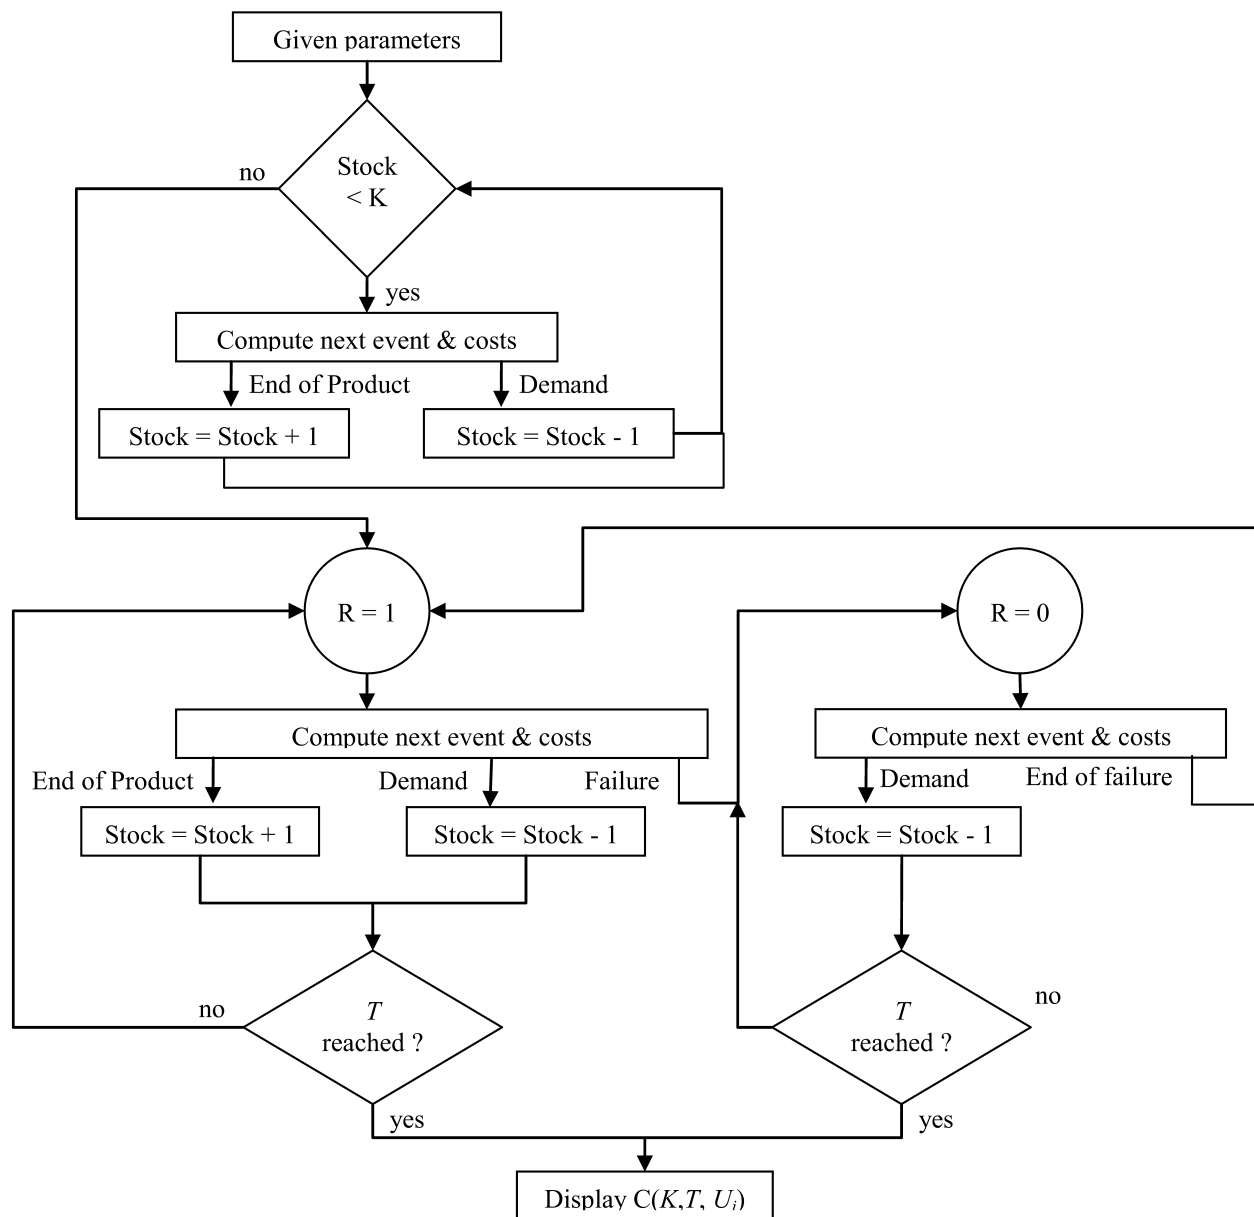 Given parameters
no
Stock
< K
yes
Compute next event & costs
End of Product
Demand
Stock = Stock + 1
Stock = Stock - 1
R = 1
R = 0
Compute next event & costs
Compute next event & costs
End of Product
Demand
Failure
Demand
End of failure
Stock = Stock + 1
Stock = Stock - 1
Stock = Stock - 1
no
T
reached ?
T
reached ?
no
yes
yes
Display C(K,T, Ui)